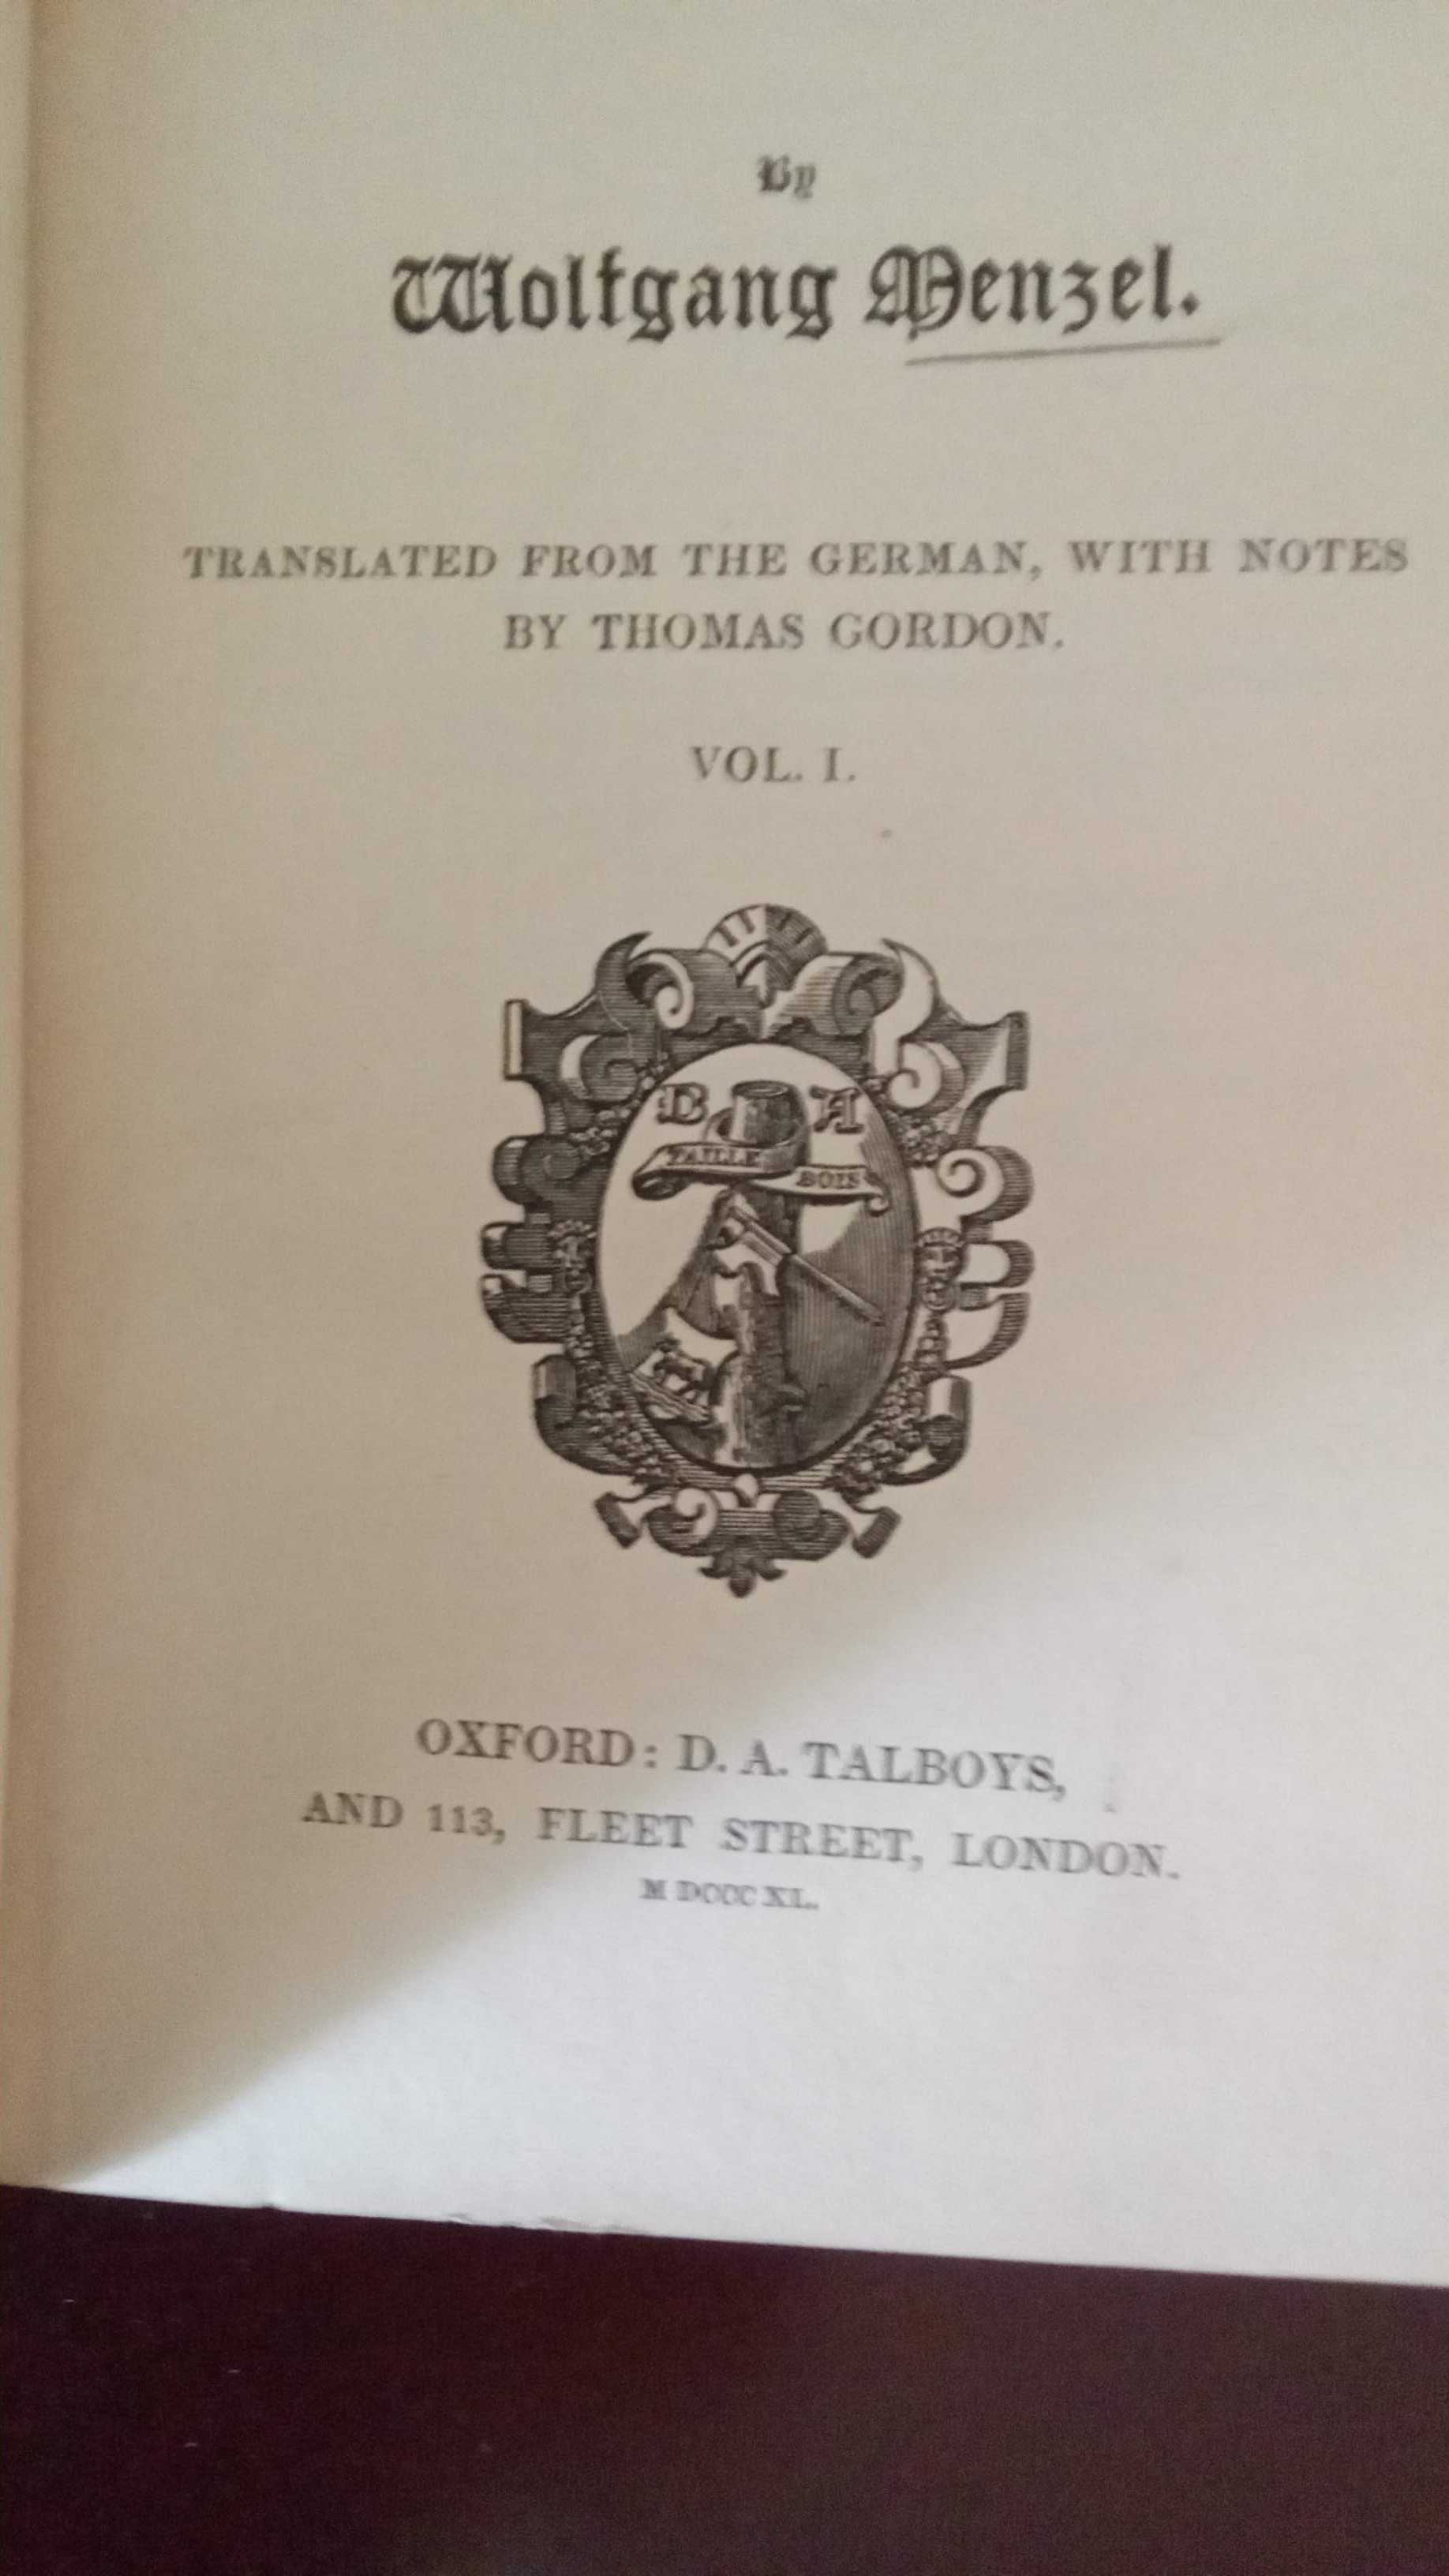 By
Wolfgang Menzel.
TRANSLATED FROM THE GERMAN, WITH NOTES
BY THOMAS GORDON.
VOL. I.
D A
TAILLE
BOIS
OXFORD: D. A. TALBOYS,
AND 113, FLEET STREET, LONDON.
M DCCC XL.